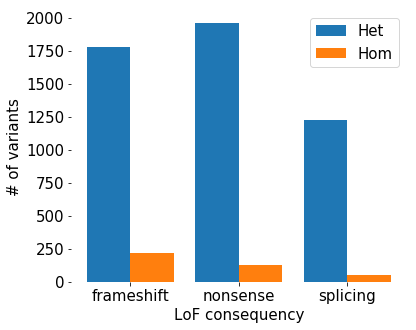 2000
1750
1500
1250
1000
750
500
250
0
# of variants
Het
Hom
frameshift nonsense splicing
LoF consequency